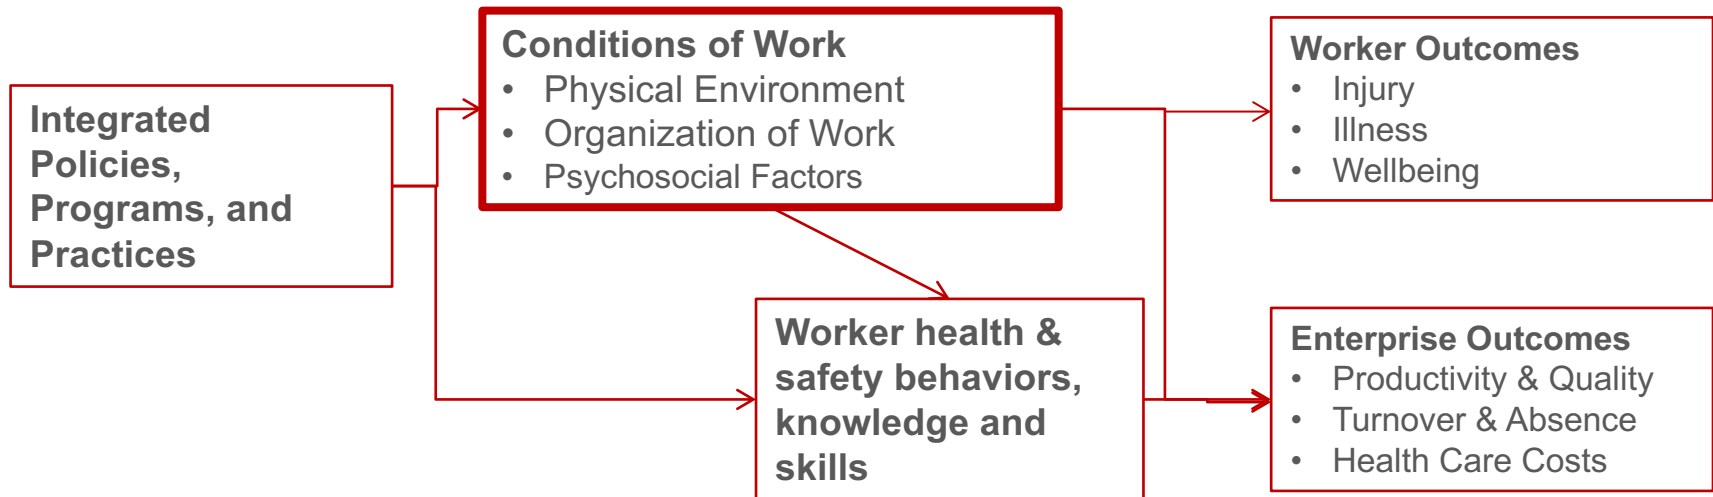 Integrated
Policies,
Programs, and
Practices
Conditions of Work
• Physical Environment
• Organization of Work
• Psychosocial Factors
Worker health &
safety behaviors,
knowledge and
skills
Worker Outcomes
• Injury
• Illness
• Wellbeing
Enterprise Outcomes
• Productivity & Quality
• Turnover & Absence
• Health Care Costs